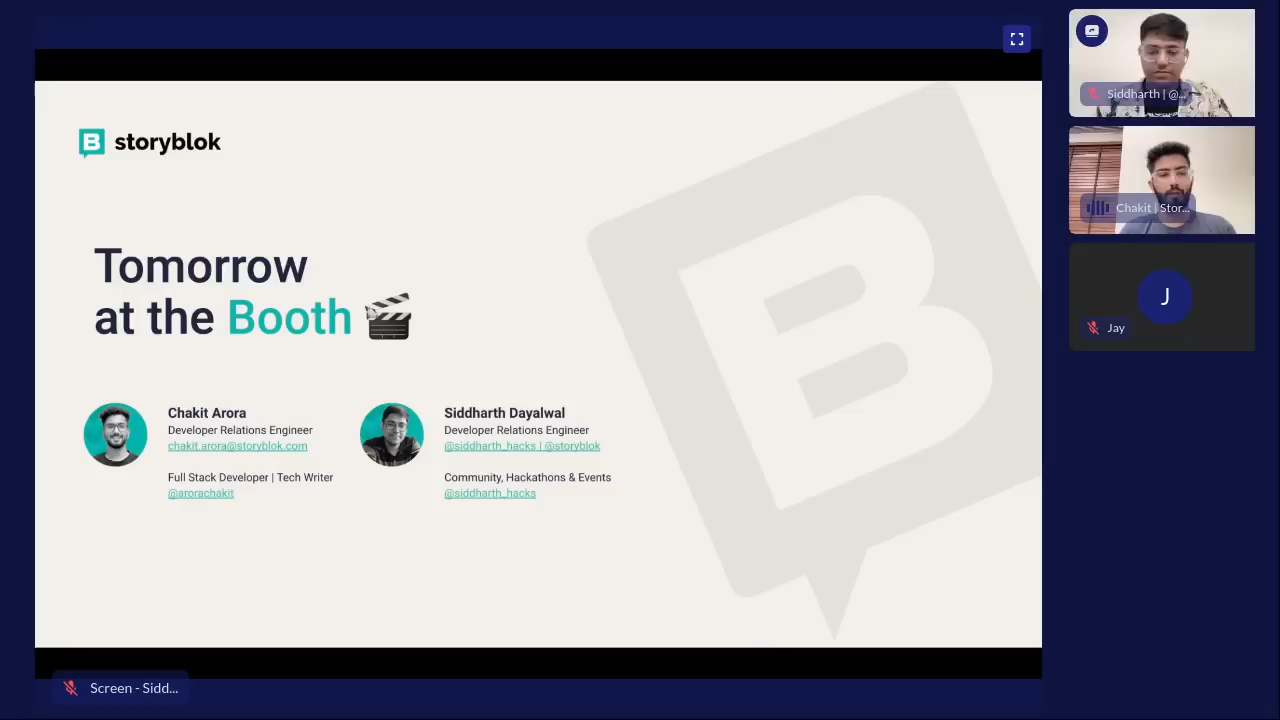 storyblok
Tomorrow
at the Booth
Chakit Arora
Developer Relations Engineer
chakit.arora@storyblok.com
Full Stack Developer | Tech Writer
@arorachakit
Siddharth Dayalwal
Developer Relations Engineer
@siddharth_hacks | @storyblok
Community, Hackathons & Events
@siddharth_hacks
Screen - Sidd...
Siddharth | @...
Chakit | Stor...
J
Jay